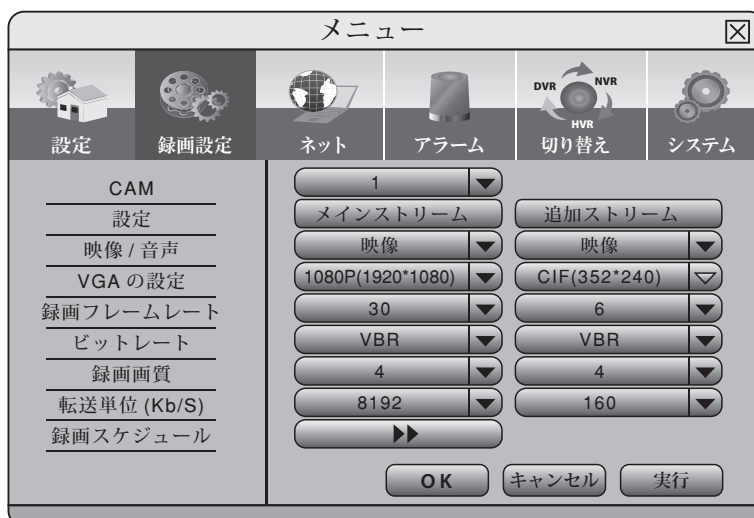 メニュー
DVR NVR
HVR
設定 録画設定 ネット アラーム 切り替え システム
CAM 1
設定 メインストリーム 追加ストリーム
映像 / 音声 映像 映像
VGA の設定 1080P(1920*1080) CIF(352*240)
録画フレームレート 30 6
ビットレート VBR VBR
録画画質 4 4
転送単位 (Kb/S) 8192 160
録画スケジュール
OK キャンセル 実行